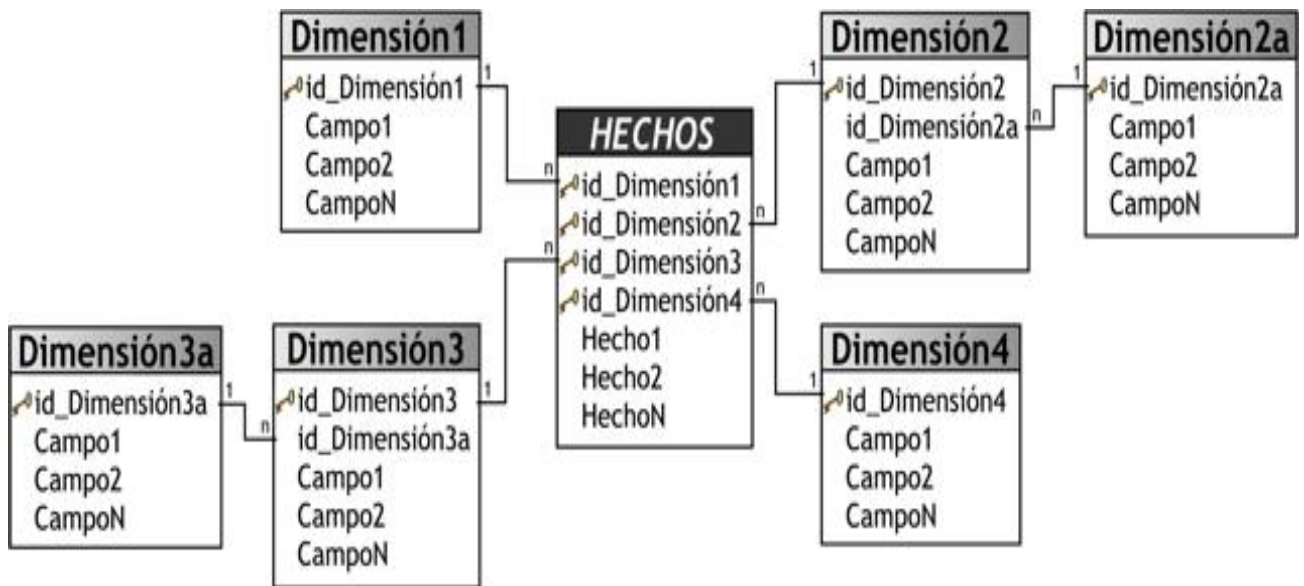 Dimensión1
id_Dimensión1
Campo1
Campo2
CampoN
1
n
HECHOS
id_Dimensión1
id_Dimensión2
id_Dimensión3
id_Dimensión4
Hecho1
Hecho2
HechoN
n
n
n
Dimensión2
1
id_Dimensión2
id_Dimensión2a
Campo1
Campo2
CampoN
n
Dimensión2a
1
id_Dimensión2a
Campo1
Campo2
CampoN
Dimensión3a
id_Dimensión3a
Campo1
Campo2
CampoN
1
n
Dimensión3
id_Dimensión3
id_Dimensión3a
Campo1
Campo2
CampoN
1
Dimensión4
1
id_Dimensión4
Campo1
Campo2
CampoN